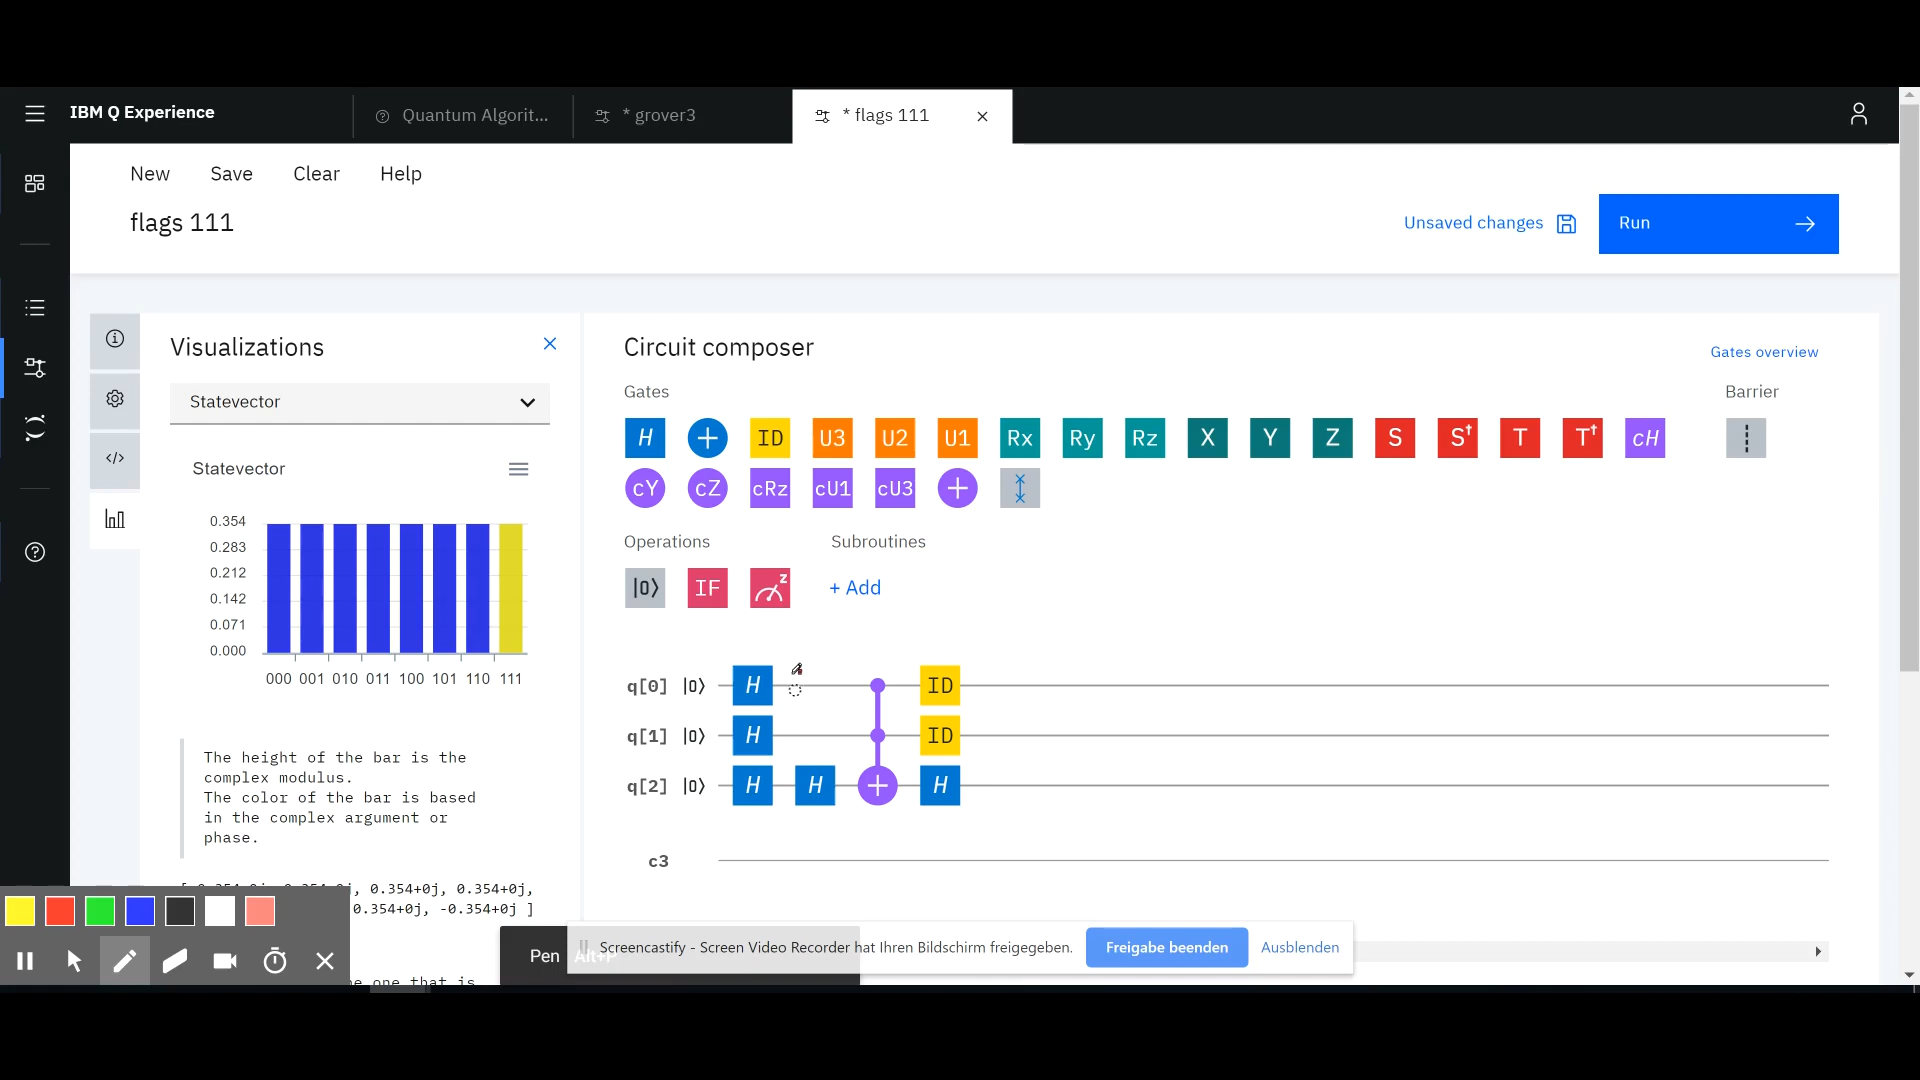 IBM Q Experience
Quantum Algorit...
* grover3
* flags 111
New Save Clear Help
flags 111
Unsaved changes
Run
Visualizations
Statevector
Statevector
0.354
0.283
0.212
0.142
0.071
0.000
000 001 010 011 100 101 110 111
The height of the bar is the
complex modulus.
The color of the bar is based
in the complex argument or
phase.
0.354+0j, 0.354+0j,
0.354+0j, -0.354+0j ]
one that is
Circuit composer
Gates overview
Gates
Barrier
H ID U3 U2 U1 Rx Ry Rz X Y Z S S† T T† cH
cY cZ cRz cU1 cU3
Operations
Subroutines
|0⟩ IF z
+ Add
q[0] |0⟩ H ID
q[1] |0⟩ H ID
q[2] |0⟩ H H H
c3
Pen Alt+P
Screencastify - Screen Video Recorder hat Ihren Bildschirm freigegeben.
Freigabe beenden
Ausblenden